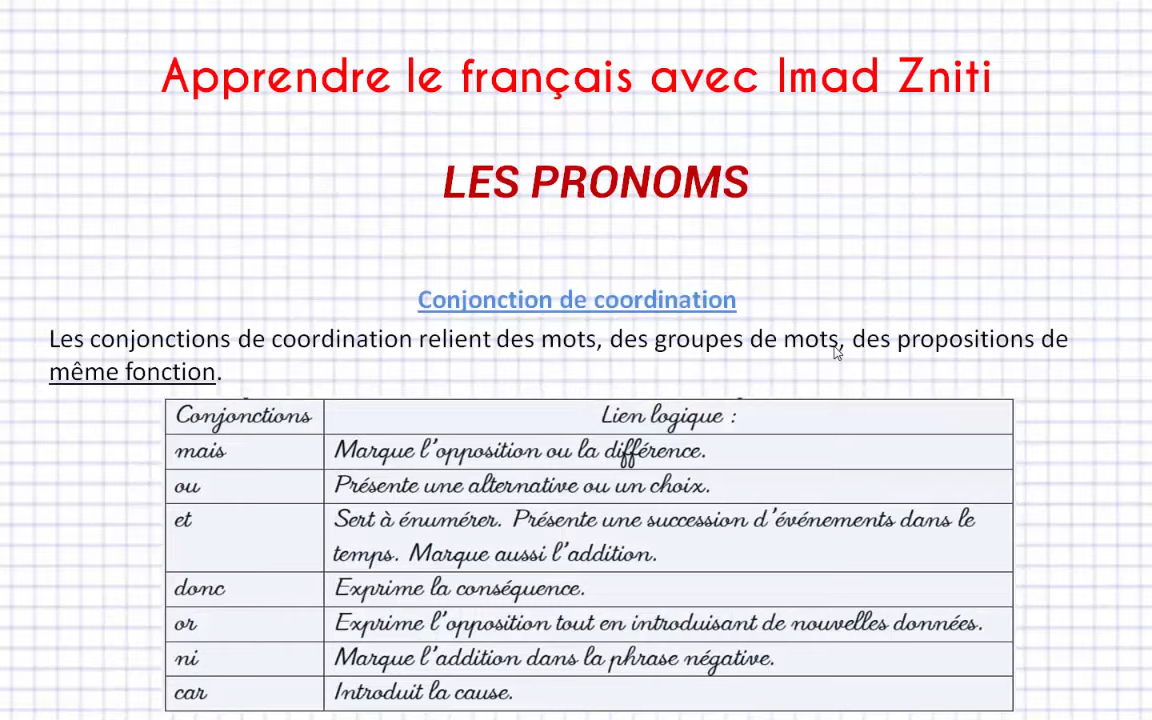 Apprendre le français avec Imad Zniti
LES PRONOMS
Conjonction de coordination
Les conjonctions de coordination relient des mots, des groupes de mots, des propositions de
même fonction.
Conjonctions Lien logique :
mais Marque l'opposition ou la différence.
ou Présente une alternative ou un choix.
et Sert à énumérer. Présente une succession d'événements dans le
temps. Marque aussi l'addition.
donc Exprime la conséquence.
or Exprime l'opposition tout en introduisant de nouvelles données.
ni Marque l'addition dans la phrase négative.
car Introduit la cause.